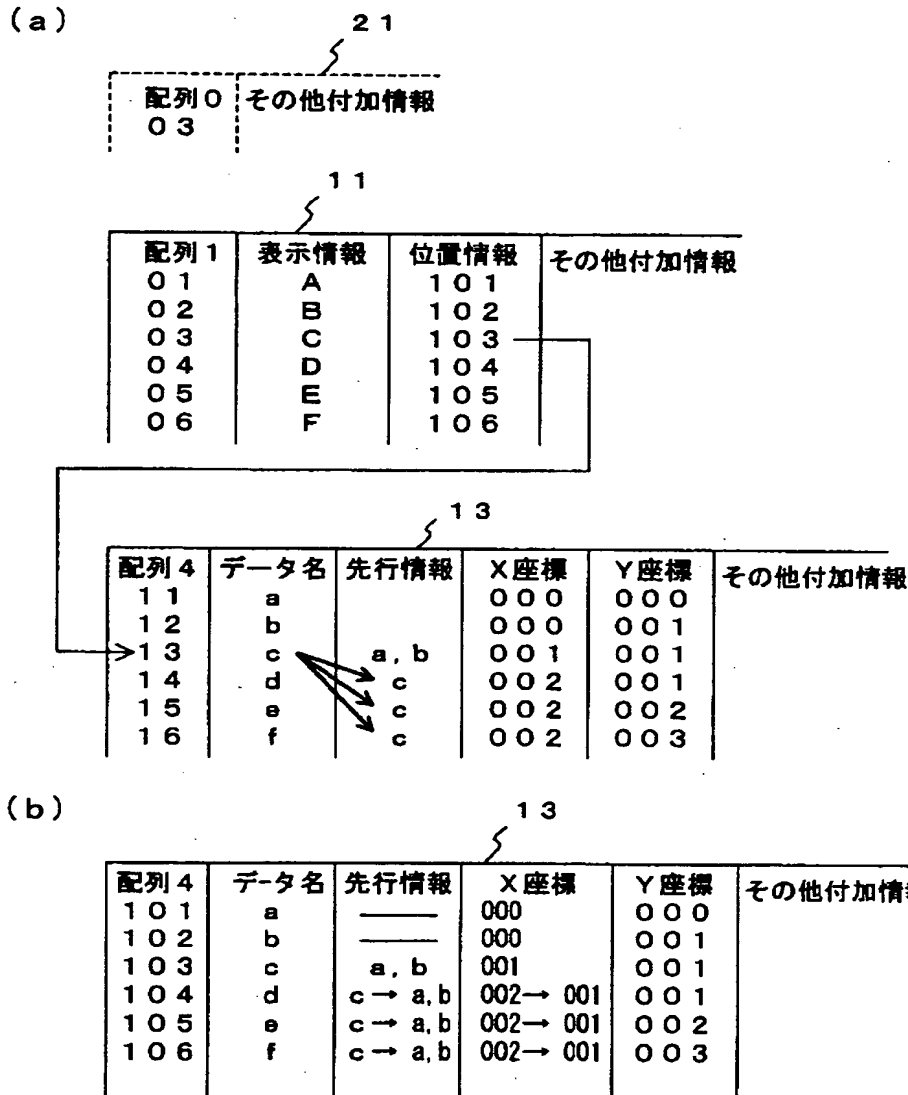 (a)
21
配列0 その他付加情報
03
11
配列1 表示情報 位置情報 その他付加情報
01 A 101
02 B 102
03 C 103
04 D 104
05 E 105
06 F 106
13
配列4 データ名 先行情報 X座標 Y座標 その他付加情報
11 a 000 000
12 b 000 001
13 c a, b 001 001
14 d c 002 001
15 e c 002 002
16 f c 002 003
(b)
13
配列4 データ名 先行情報 X座標 Y座標 その他付加情
101 a —— 000 000
102 b —— 000 001
103 c a, b 001 001
104 d c→a,b 002→001 001
105 e c→a,b 002→001 002
106 f c→a,b 002→001 003